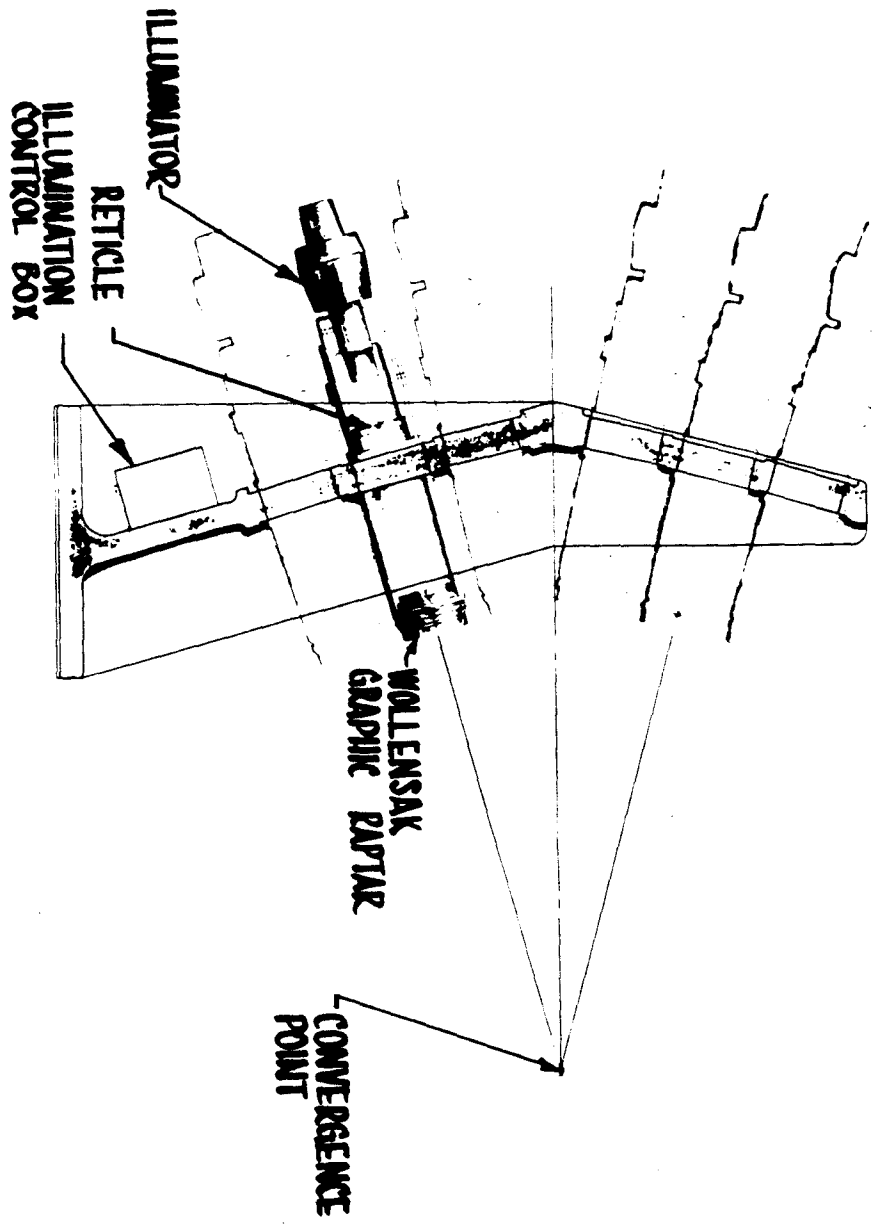 ILLUMINATOR
RETICLE
ILLUMINATION
CONTROL BOX
WOLLENSAK
GRAPHIC RAPTAR
CONVERGENCE
POINT